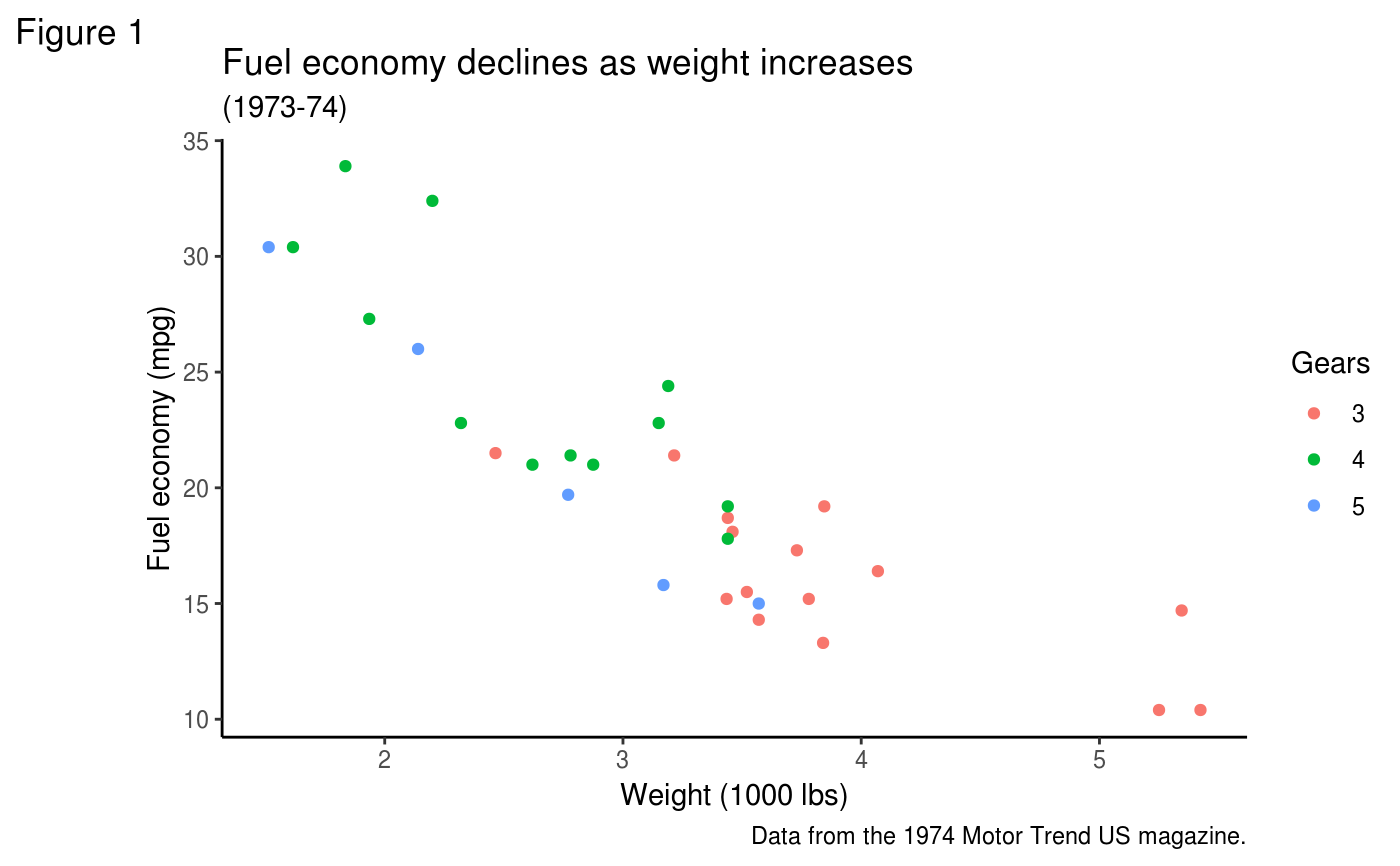 Figure 1
Fuel economy declines as weight increases
(1973-74)
35
30
25
20
15
10
Fuel economy (mpg)
2
3
4
5
Weight (1000 lbs)
Gears
3
4
5
Data from the 1974 Motor Trend US magazine.